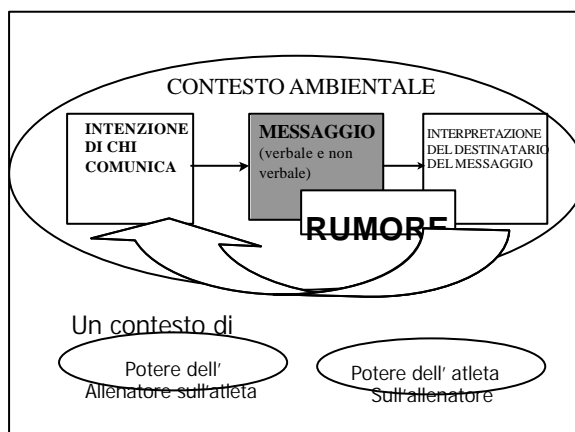 CONTESTO AMBIENTALE
INTENZIONE
DI CHI
COMUNICA
MESSAGGIO
(verbale e non
verbale)
INTERPRETAZIONE
DEL DESTINATARIO
DEL MESSAGGIO
RUMORE
Un contesto di
Potere dell'
Allenatore sull'atleta
Potere dell' atleta
Sull'allenatore